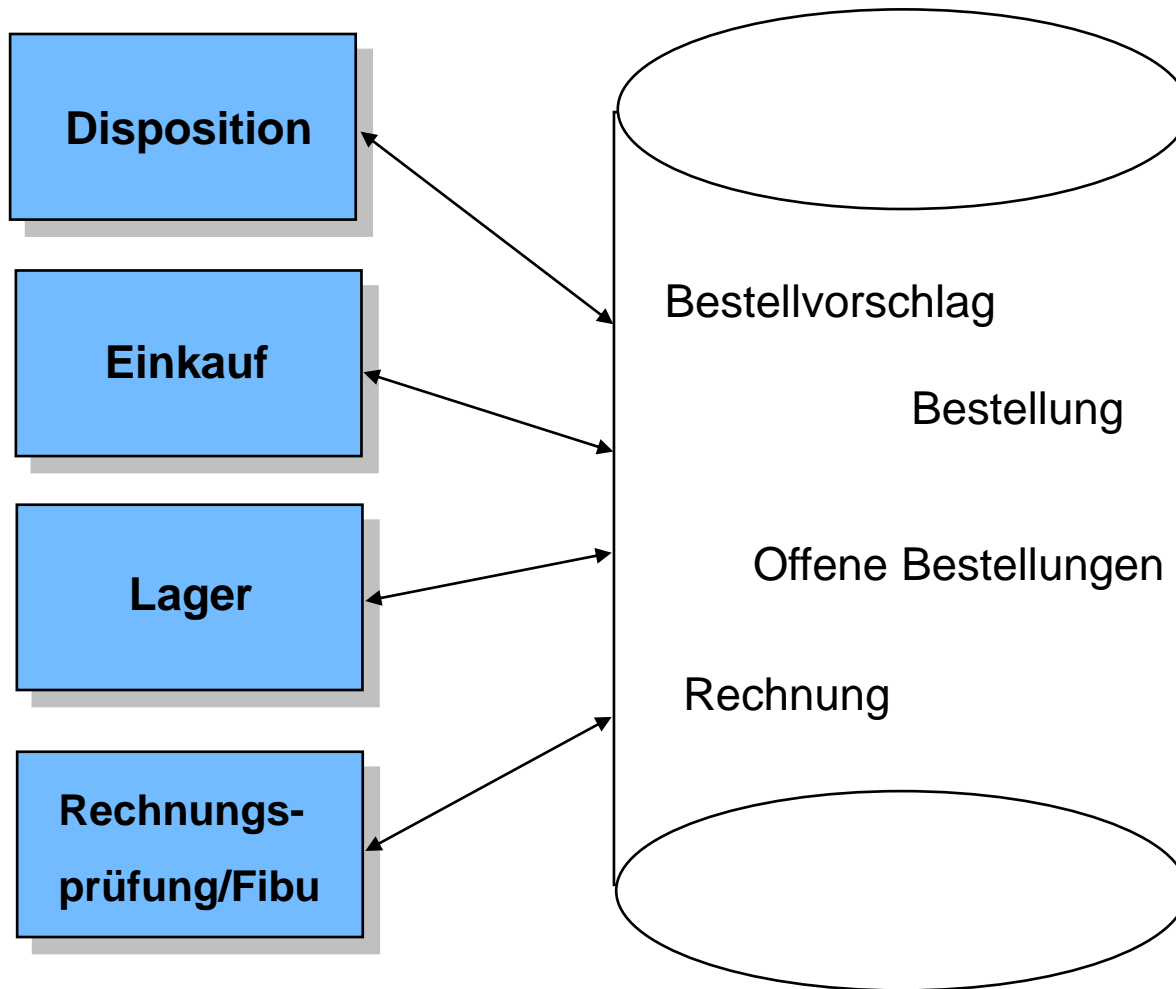 Disposition
Einkauf
Lager
Rechnungs-
prüfung/Fibu
Bestellvorschlag
Bestellung
Offene Bestellungen
Rechnung